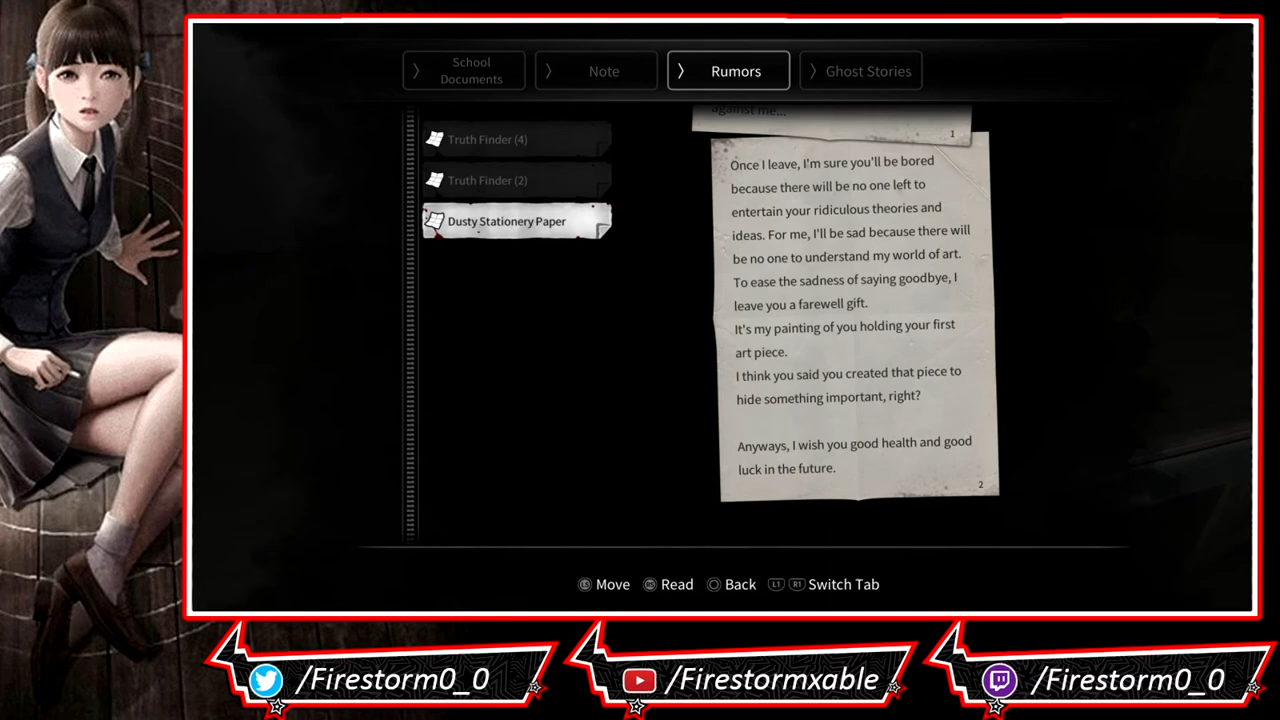 School
Documents
Note
Rumors
Ghost Stories
Truth Finder (4)
Truth Finder (2)
Dusty Stationery Paper
against me...
1
Once I leave, I'm sure you'll be bored
because there will be no one left to
entertain your ridiculous theories and
ideas. For me, I'll be sad because there will
be no one to understand my world of art.
To ease the sadness of saying goodbye, I
leave you a farewell gift.
It's my painting of you holding your first
art piece.
I think you said you created that piece to
hide something important, right?
Anyways, I wish you good health and good
luck in the future.
2
Move
Read
Back
L1 R1 Switch Tab
/Firestorm0_0
/Firestormxable
/Firestorm0_0